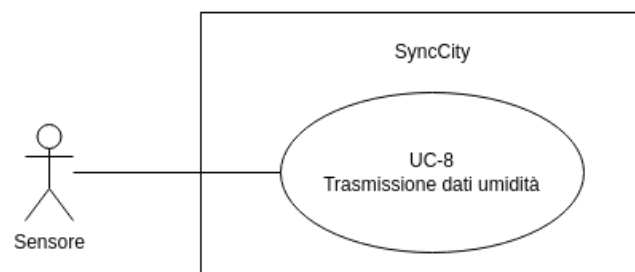 SyncCity
UC-8
Trasmissione dati umidità
Sensore